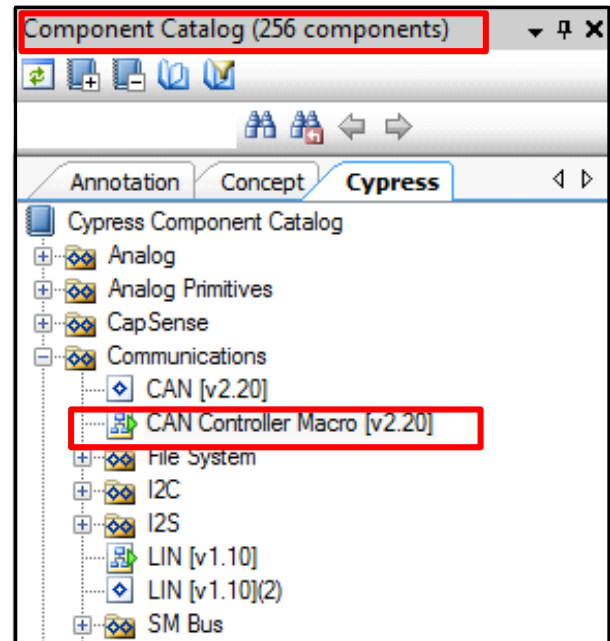 Component Catalog (256 components)
Annotation Concept Cypress
Cypress Component Catalog
Analog
Analog Primitives
CapSense
Communications
CAN [v2.20]
CAN Controller Macro [v2.20]
File System
I2C
I2S
LIN [v1.10]
LIN [v1.10](2)
SM Bus